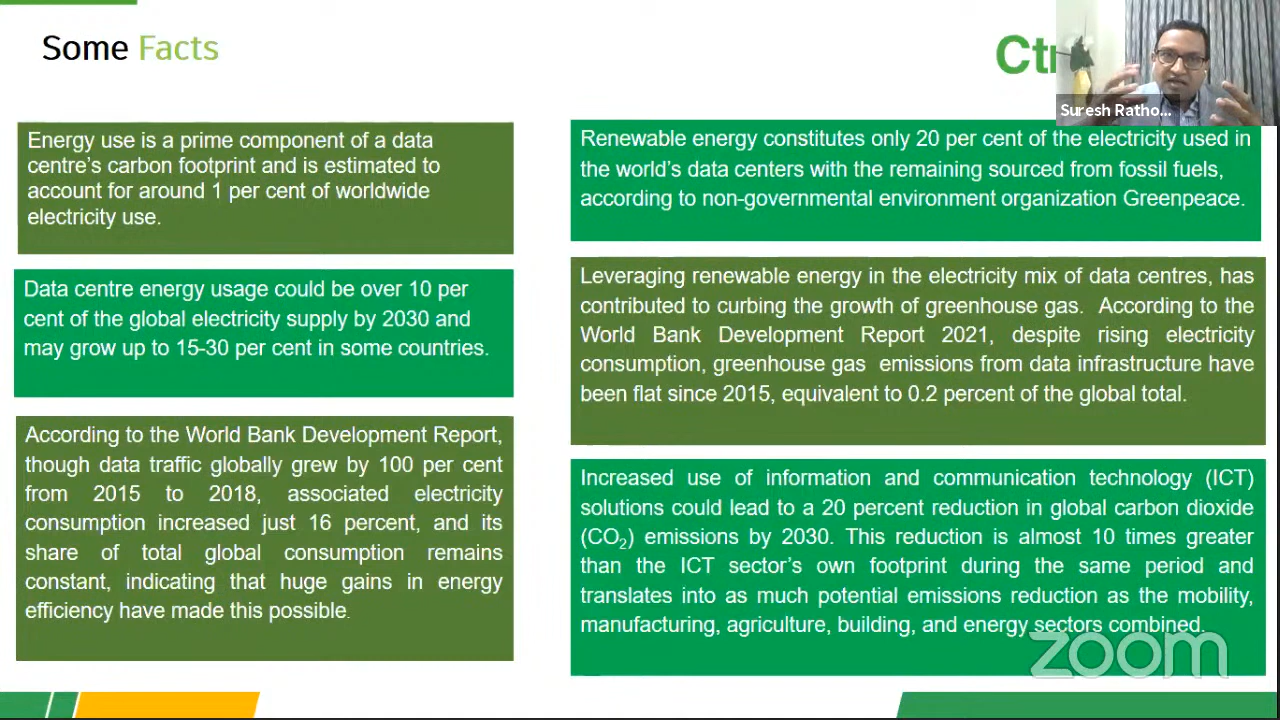 Some Facts
Suresh Ratho...
Energy use is a prime component of a data
centre's carbon footprint and is estimated to
account for around 1 per cent of worldwide
electricity use.
Data centre energy usage could be over 10 per
cent of the global electricity supply by 2030 and
may grow up to 15-30 per cent in some countries.
According to the World Bank Development Report,
though data traffic globally grew by 100 per cent
from 2015 to 2018, associated electricity
consumption increased just 16 percent, and its
share of total global consumption remains
constant, indicating that huge gains in energy
efficiency have made this possible.
Renewable energy constitutes only 20 per cent of the electricity used in
the world's data centers with the remaining sourced from fossil fuels,
according to non-governmental environment organization Greenpeace.
Leveraging renewable energy in the electricity mix of data centres, has
contributed to curbing the growth of greenhouse gas. According to the
World Bank Development Report 2021, despite rising electricity
consumption, greenhouse gas emissions from data infrastructure have
been flat since 2015, equivalent to 0.2 percent of the global total.
Increased use of information and communication technology (ICT)
solutions could lead to a 20 percent reduction in global carbon dioxide
(CO₂) emissions by 2030. This reduction is almost 10 times greater
than the ICT sector's own footprint during the same period and
translates into as much potential emissions reduction as the mobility,
manufacturing, agriculture, building, and energy sectors combined.
zoom